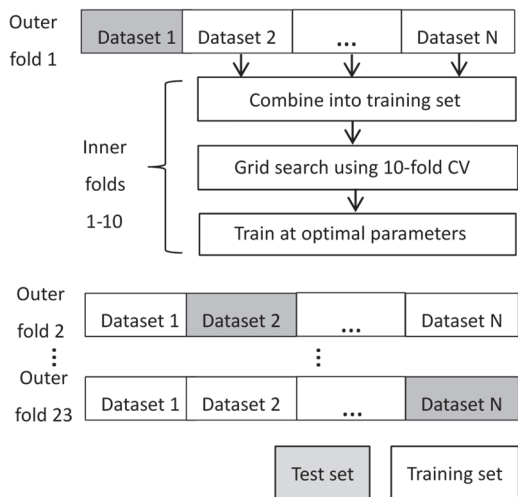 Outer
fold 1
Dataset 1 Dataset 2 ... Dataset N
Combine into training set
Inner
folds
1-10
Grid search using 10-fold CV
Train at optimal parameters
Outer
fold 2
Dataset 1 Dataset 2 ... Dataset N
Outer
fold 23
Dataset 1 Dataset 2 ... Dataset N
Test set Training set